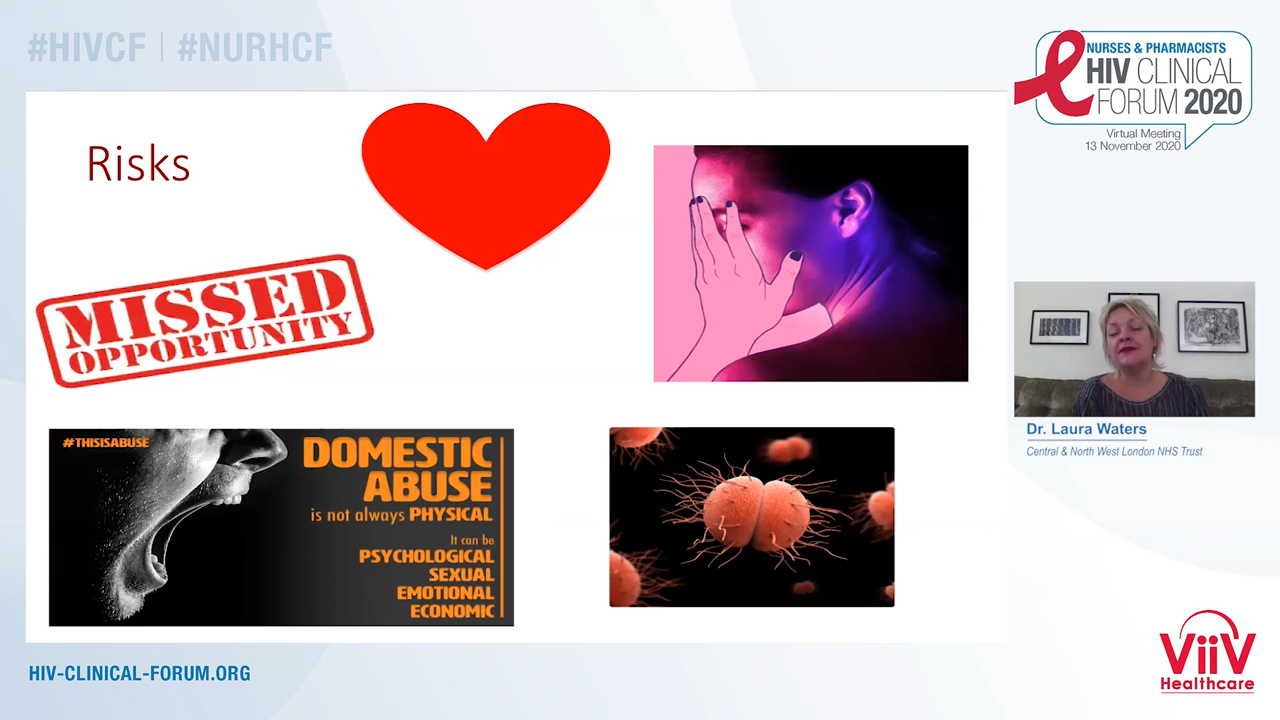 #HIVCF | #NURHCF
NURSES & PHARMACISTS
HIV CLINICAL
FORUM 2020
Virtual Meeting
13 November 2020
Risks
MISSED
OPPORTUNITY
#THISISABUSE
DOMESTIC
ABUSE
is not always PHYSICAL
It can be
PSYCHOLOGICAL
SEXUAL
EMOTIONAL
ECONOMIC
Dr. Laura Waters
Central & North West London NHS Trust
HIV-CLINICAL-FORUM.ORG
ViiV
Healthcare